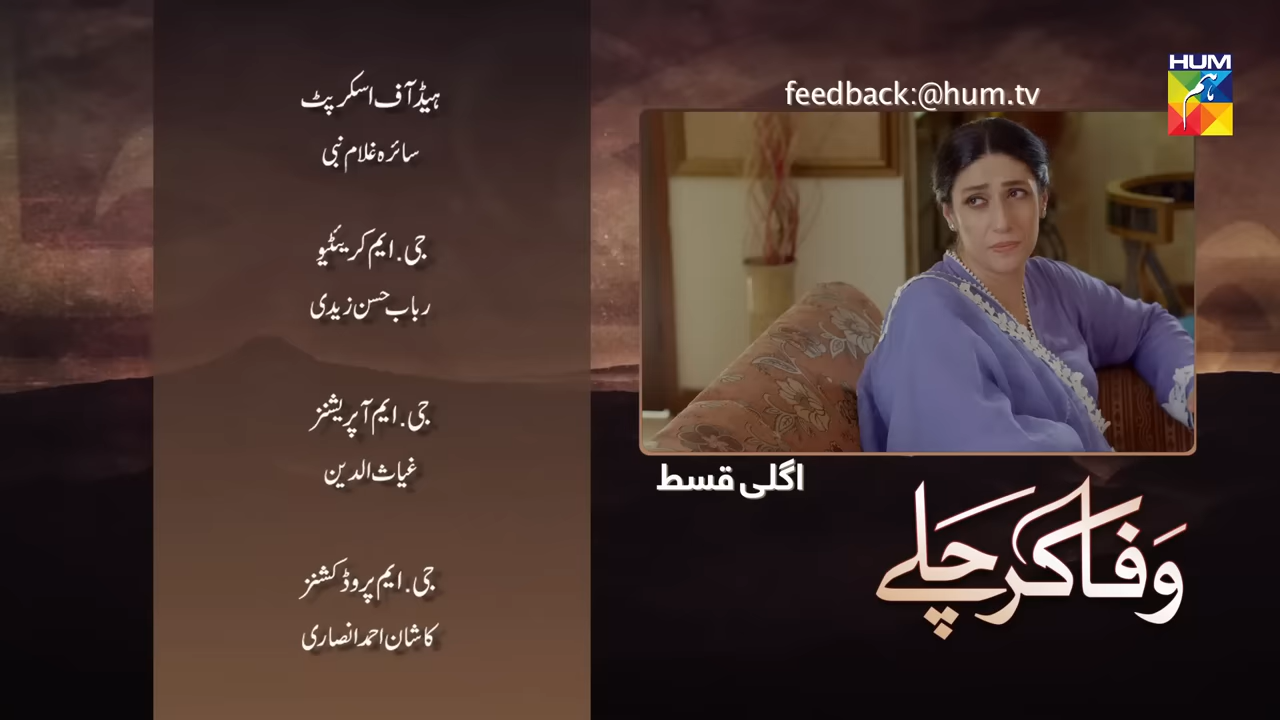 ہیڈ آف اسکرپٹ
سائرہ غلام نبی
جی. ایم کریئٹیو
رباب حسن زیدی
جی. ایم آپریشنز
غیاث الدین
جی. ایم پروڈکشنز
کاشان احمد انصاری
feedback:@hum.tv
HUM
ہم
اگلی قسط
وفا کر چلے